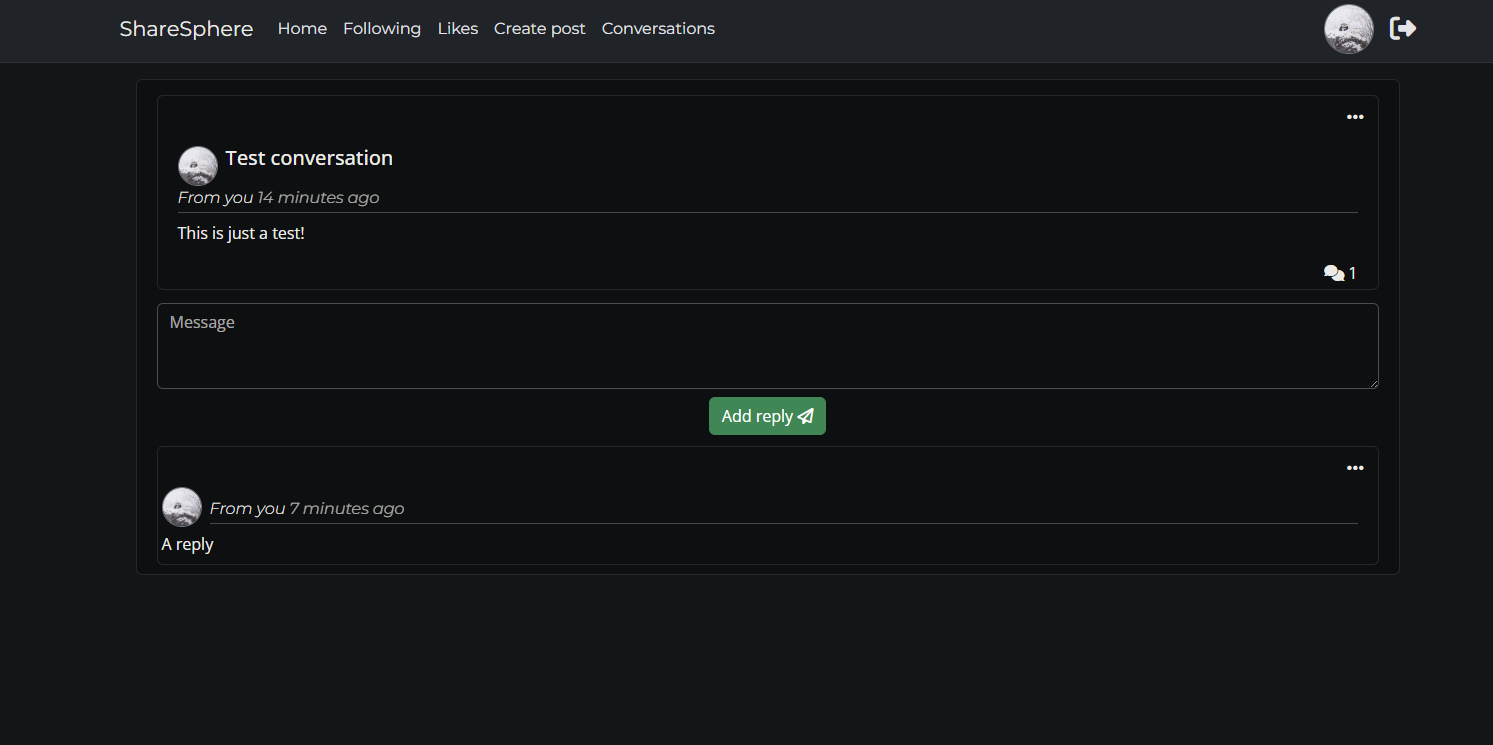 ShareSphere Home Following Likes Create post Conversations
Test conversation
From you 14 minutes ago
This is just a test!
1
Message
Add reply
From you 7 minutes ago
A reply